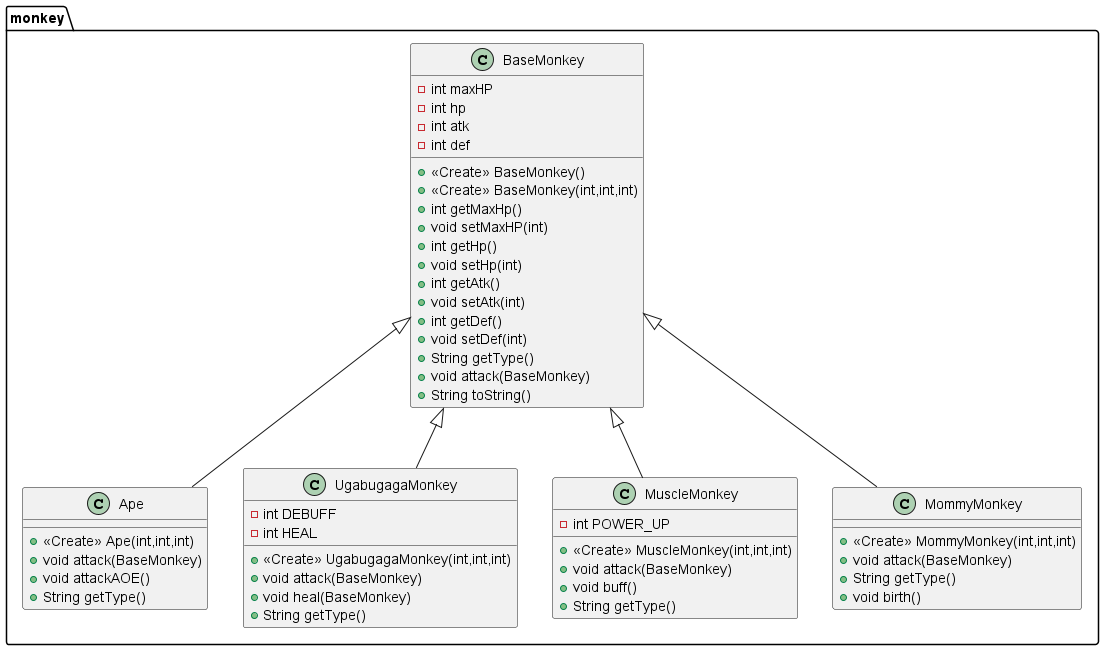 monkey
C BaseMonkey
int maxHP
int hp
int atk
int def
«Create» BaseMonkey()
«Create» BaseMonkey(int,int,int)
int getMaxHp()
void setMaxHP(int)
int getHp()
void setHp(int)
int getAtk()
void setAtk(int)
int getDef()
void setDef(int)
String getType()
void attack(BaseMonkey)
String toString()
C Ape
«Create» Ape(int,int,int)
void attack(BaseMonkey)
void attackAOE()
String getType()
C UgabugagaMonkey
int DEBUFF
int HEAL
«Create» UgabugagaMonkey(int,int,int)
void attack(BaseMonkey)
void heal(BaseMonkey)
String getType()
C MuscleMonkey
int POWER_UP
«Create» MuscleMonkey(int,int,int)
void attack(BaseMonkey)
void buff()
String getType()
C MommyMonkey
«Create» MommyMonkey(int,int,int)
void attack(BaseMonkey)
String getType()
void birth()